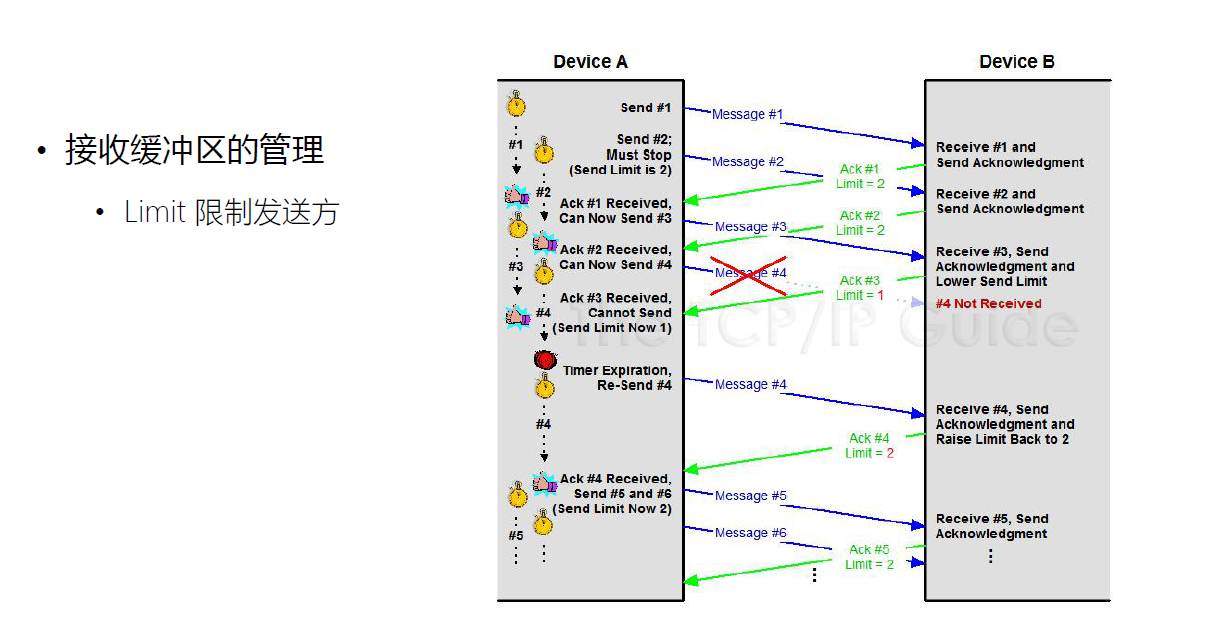 • 接收缓冲区的管理
• Limit 限制发送方
Device A
Device B
Send #1
Send #2;
Must Stop
(Send Limit is 2)
Ack #1 Received,
Can Now Send #3
Ack #2 Received,
Can Now Send #4
Ack #3 Received,
Cannot Send
(Send Limit Now 1)
Timer Expiration,
Re-Send #4
Ack #4 Received,
Send #5 and #6
(Send Limit Now 2)
#1
#2
#3
#4
#4
#5
Message #1
Message #2
Ack #1
Limit = 2
Ack #2
Limit = 2
Message #3
Message #4
Ack #3
Limit = 1
Message #4
Ack #4
Limit = 2
Message #5
Message #6
Ack #5
Limit = 2
Receive #1 and
Send Acknowledgment
Receive #2 and
Send Acknowledgment
Receive #3, Send
Acknowledgment and
Lower Send Limit
#4 Not Received
Receive #4, Send
Acknowledgment and
Raise Limit Back to 2
Receive #5, Send
Acknowledgment
The TCP/IP Guide